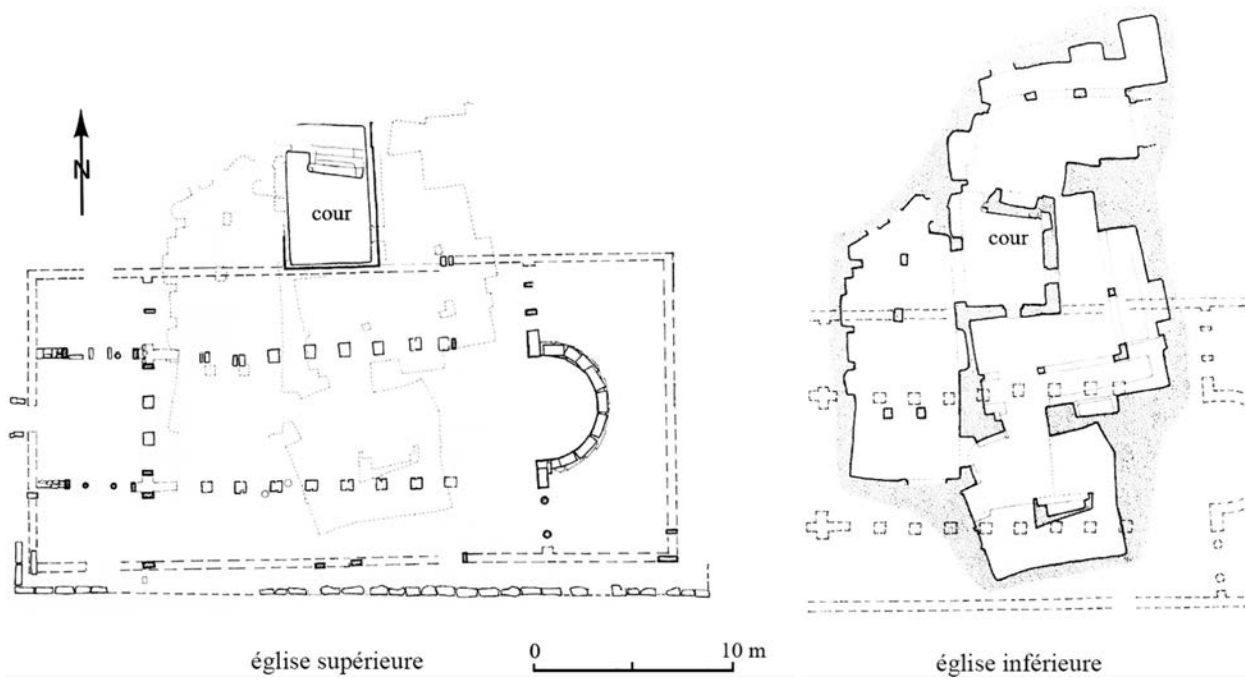 N
cour
cour
église supérieure
0 10 m
église inférieure